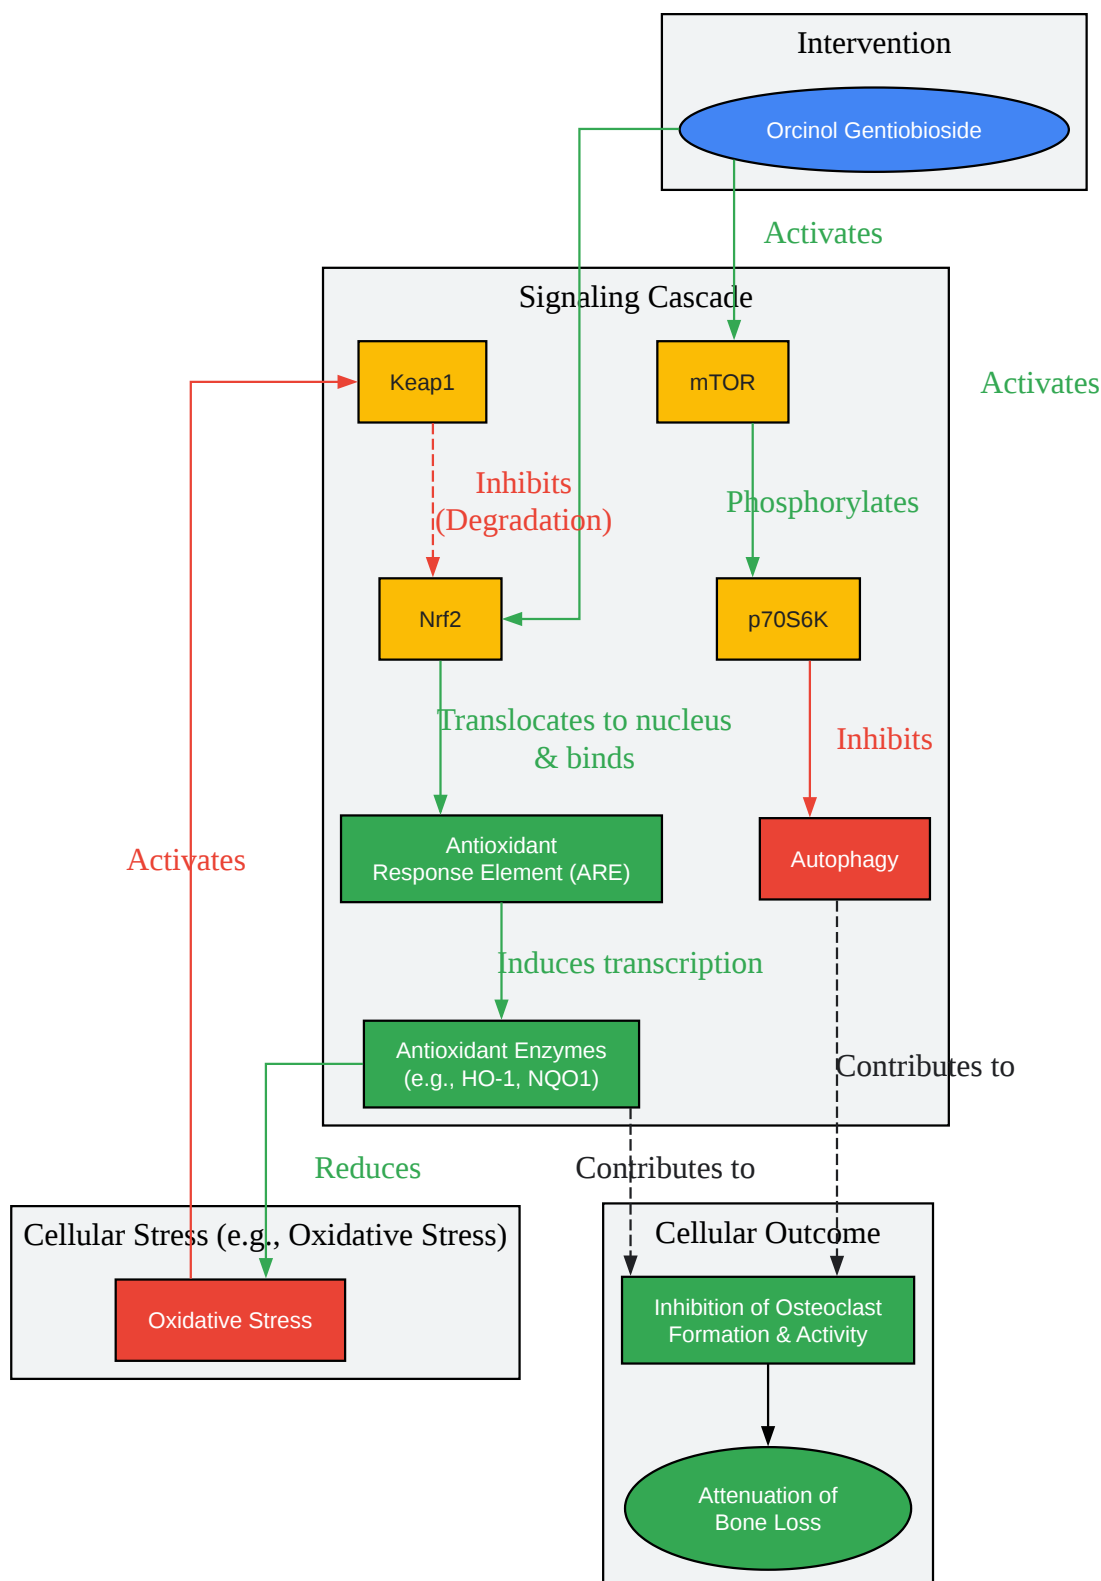 Intervention
Orcinol Gentiobioside
Activates
Signaling Cascade
Keap1
mTOR
Activates
Inhibits
(Degradation)
Phosphorylates
Nrf2
p70S6K
Translocates to nucleus
& binds
Inhibits
Antioxidant
Response Element (ARE)
Activates
Autophagy
Induces transcription
Antioxidant Enzymes
(e.g., HO-1, NQO1)
Contributes to
Reduces
Contributes to
Cellular Stress (e.g., Oxidative Stress)
Cellular Outcome
Oxidative Stress
Inhibition of Osteoclast
Formation & Activity
Attenuation of
Bone Loss